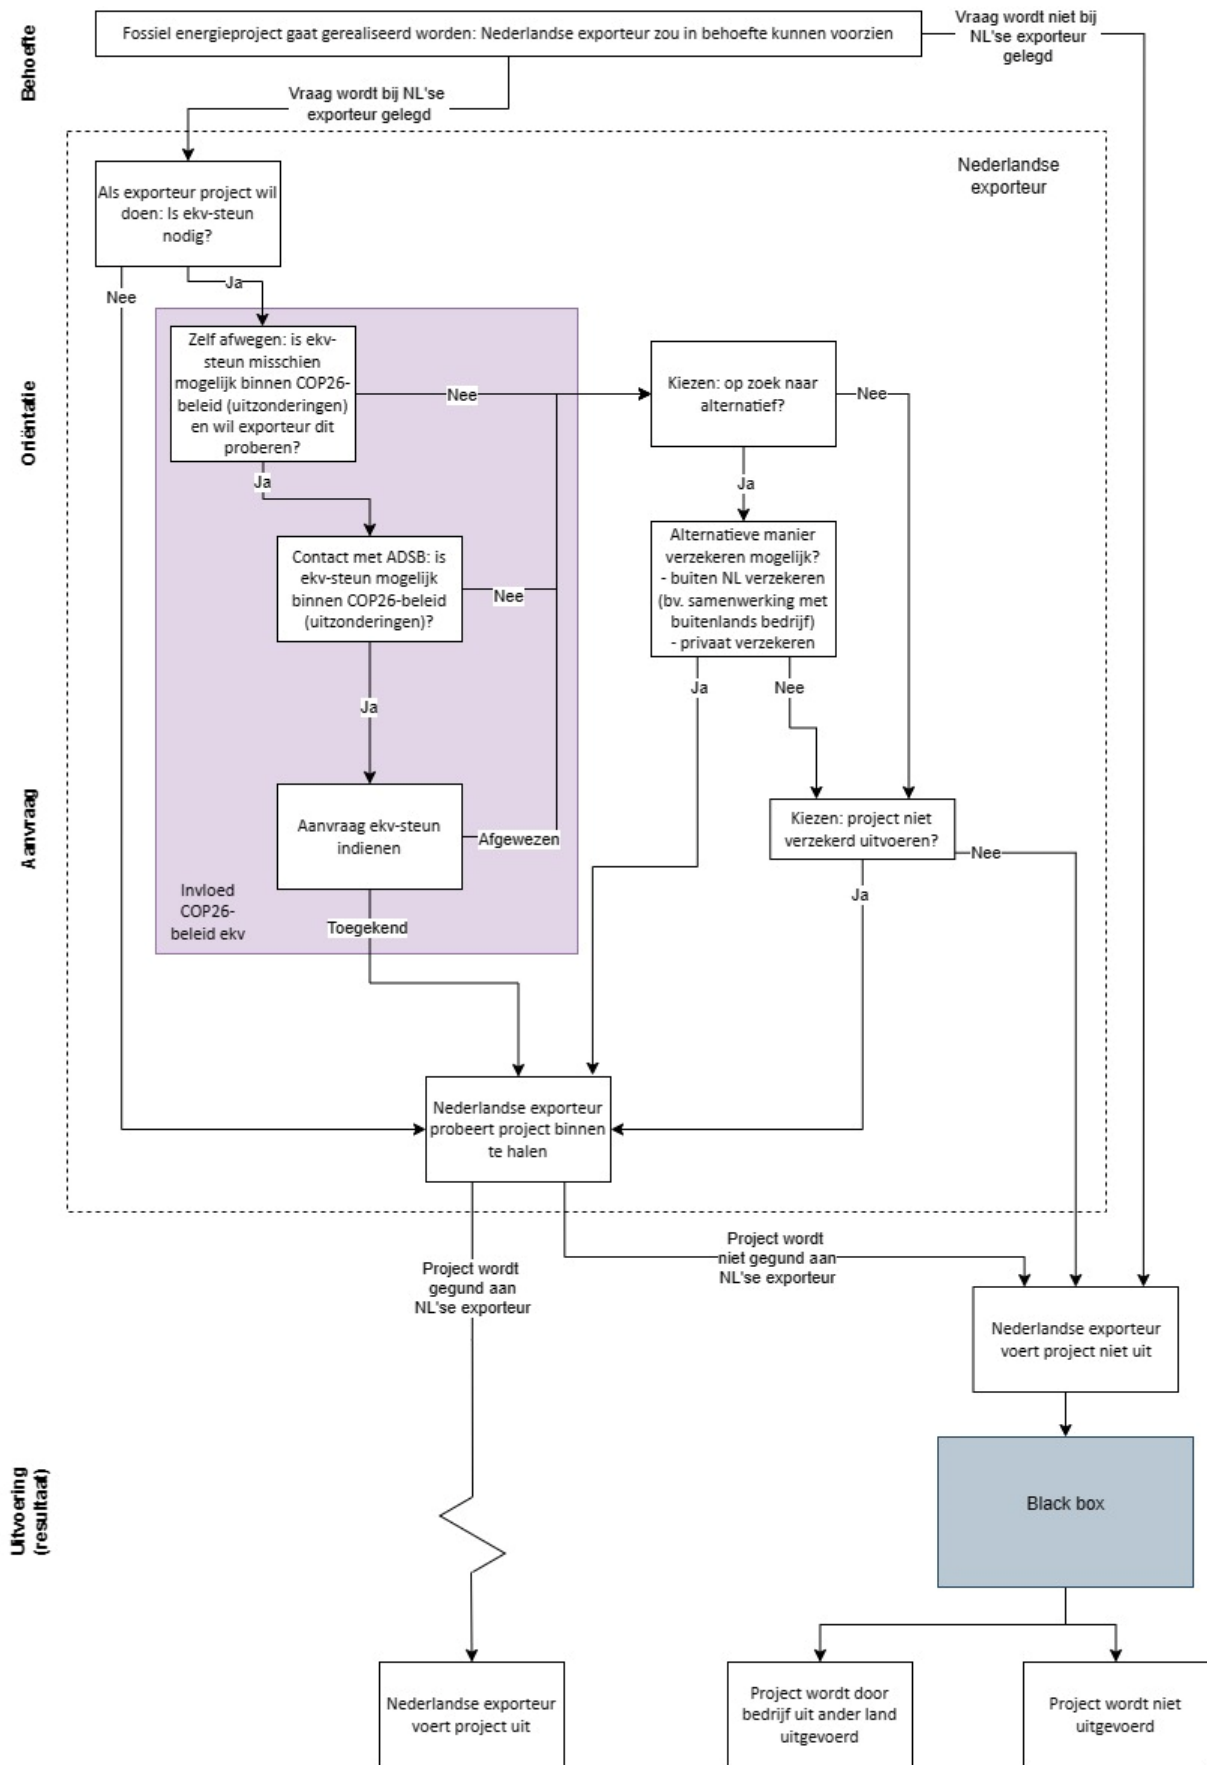 Behoefte
Fossiel energieproject gaat gerealiseerd worden: Nederlandse exporteur zou in behoefte kunnen voorzien
Vraag wordt niet bij
NL'se exporteur
gelegd
Vraag wordt bij NL'se
exporteur gelegd
Nederlandse
exporteur
Als exporteur project wil
doen: Is ekv-steun
nodig?
Nee
Ja
Oriëntatie
Zelf afwegen: is ekv-
steun misschien
mogelijk binnen COP26-
beleid (uitzonderingen)
en wil exporteur dit
proberen?
Nee
Kiezen: op zoek naar
alternatief?
Nee
Ja
Ja
Contact met ADSB: is
ekv-steun mogelijk
binnen COP26-beleid
(uitzonderingen)?
Nee
Alternatieve manier
verzekeren mogelijk?
- buiten NL verzekeren
(bv. samenwerking met
buitenlands bedrijf)
- privaat verzekeren
Ja
Ja
Nee
Aanvraag
Aanvraag ekv-steun
indienen
Afgewezen
Kiezen: project niet
verzekerd uitvoeren?
Nee
Ja
Invloed
COP26-
beleid ekv
Toegekend
Nederlandse exporteur
probeert project binnen
te halen
Project wordt
gegund aan
NL'se exporteur
Project wordt
niet gegund aan
NL'se exporteur
Nederlandse exporteur
voert project niet uit
Uitvoering
(resultaat)
Black box
Nederlandse exporteur
voert project uit
Project wordt door
bedrijf uit ander land
uitgevoerd
Project wordt niet
uitgevoerd